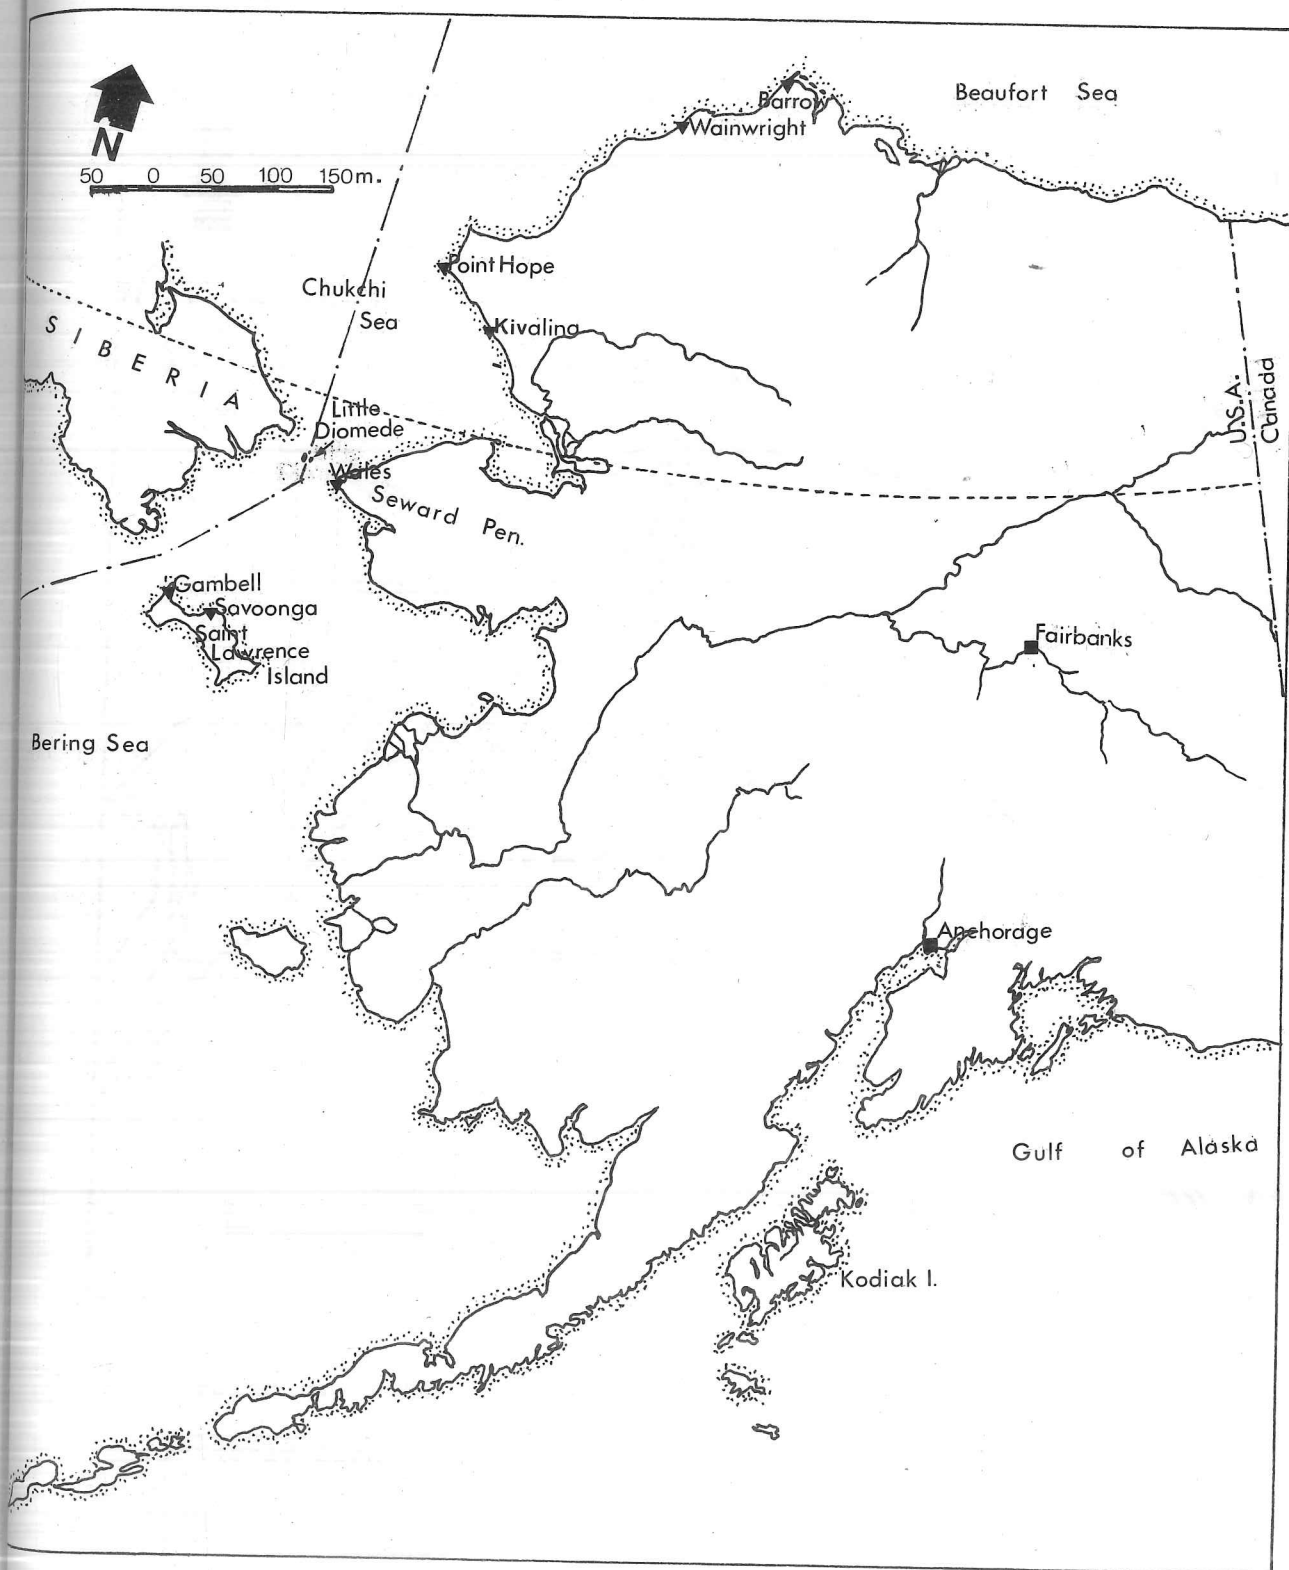 Beaufort Sea
Barrow
Wainwright
N
50 0 50 100 150m.
Point Hope
Chukchi
Sea
Kivalina
SIBERIA
Little
Diomede
Wales
Seward Pen.
U.S.A.
Canada
Gambell
Savoonga
Saint
Lawrence
Island
Fairbanks
Bering Sea
Anchorage
Gulf of Alaska
Kodiak I.